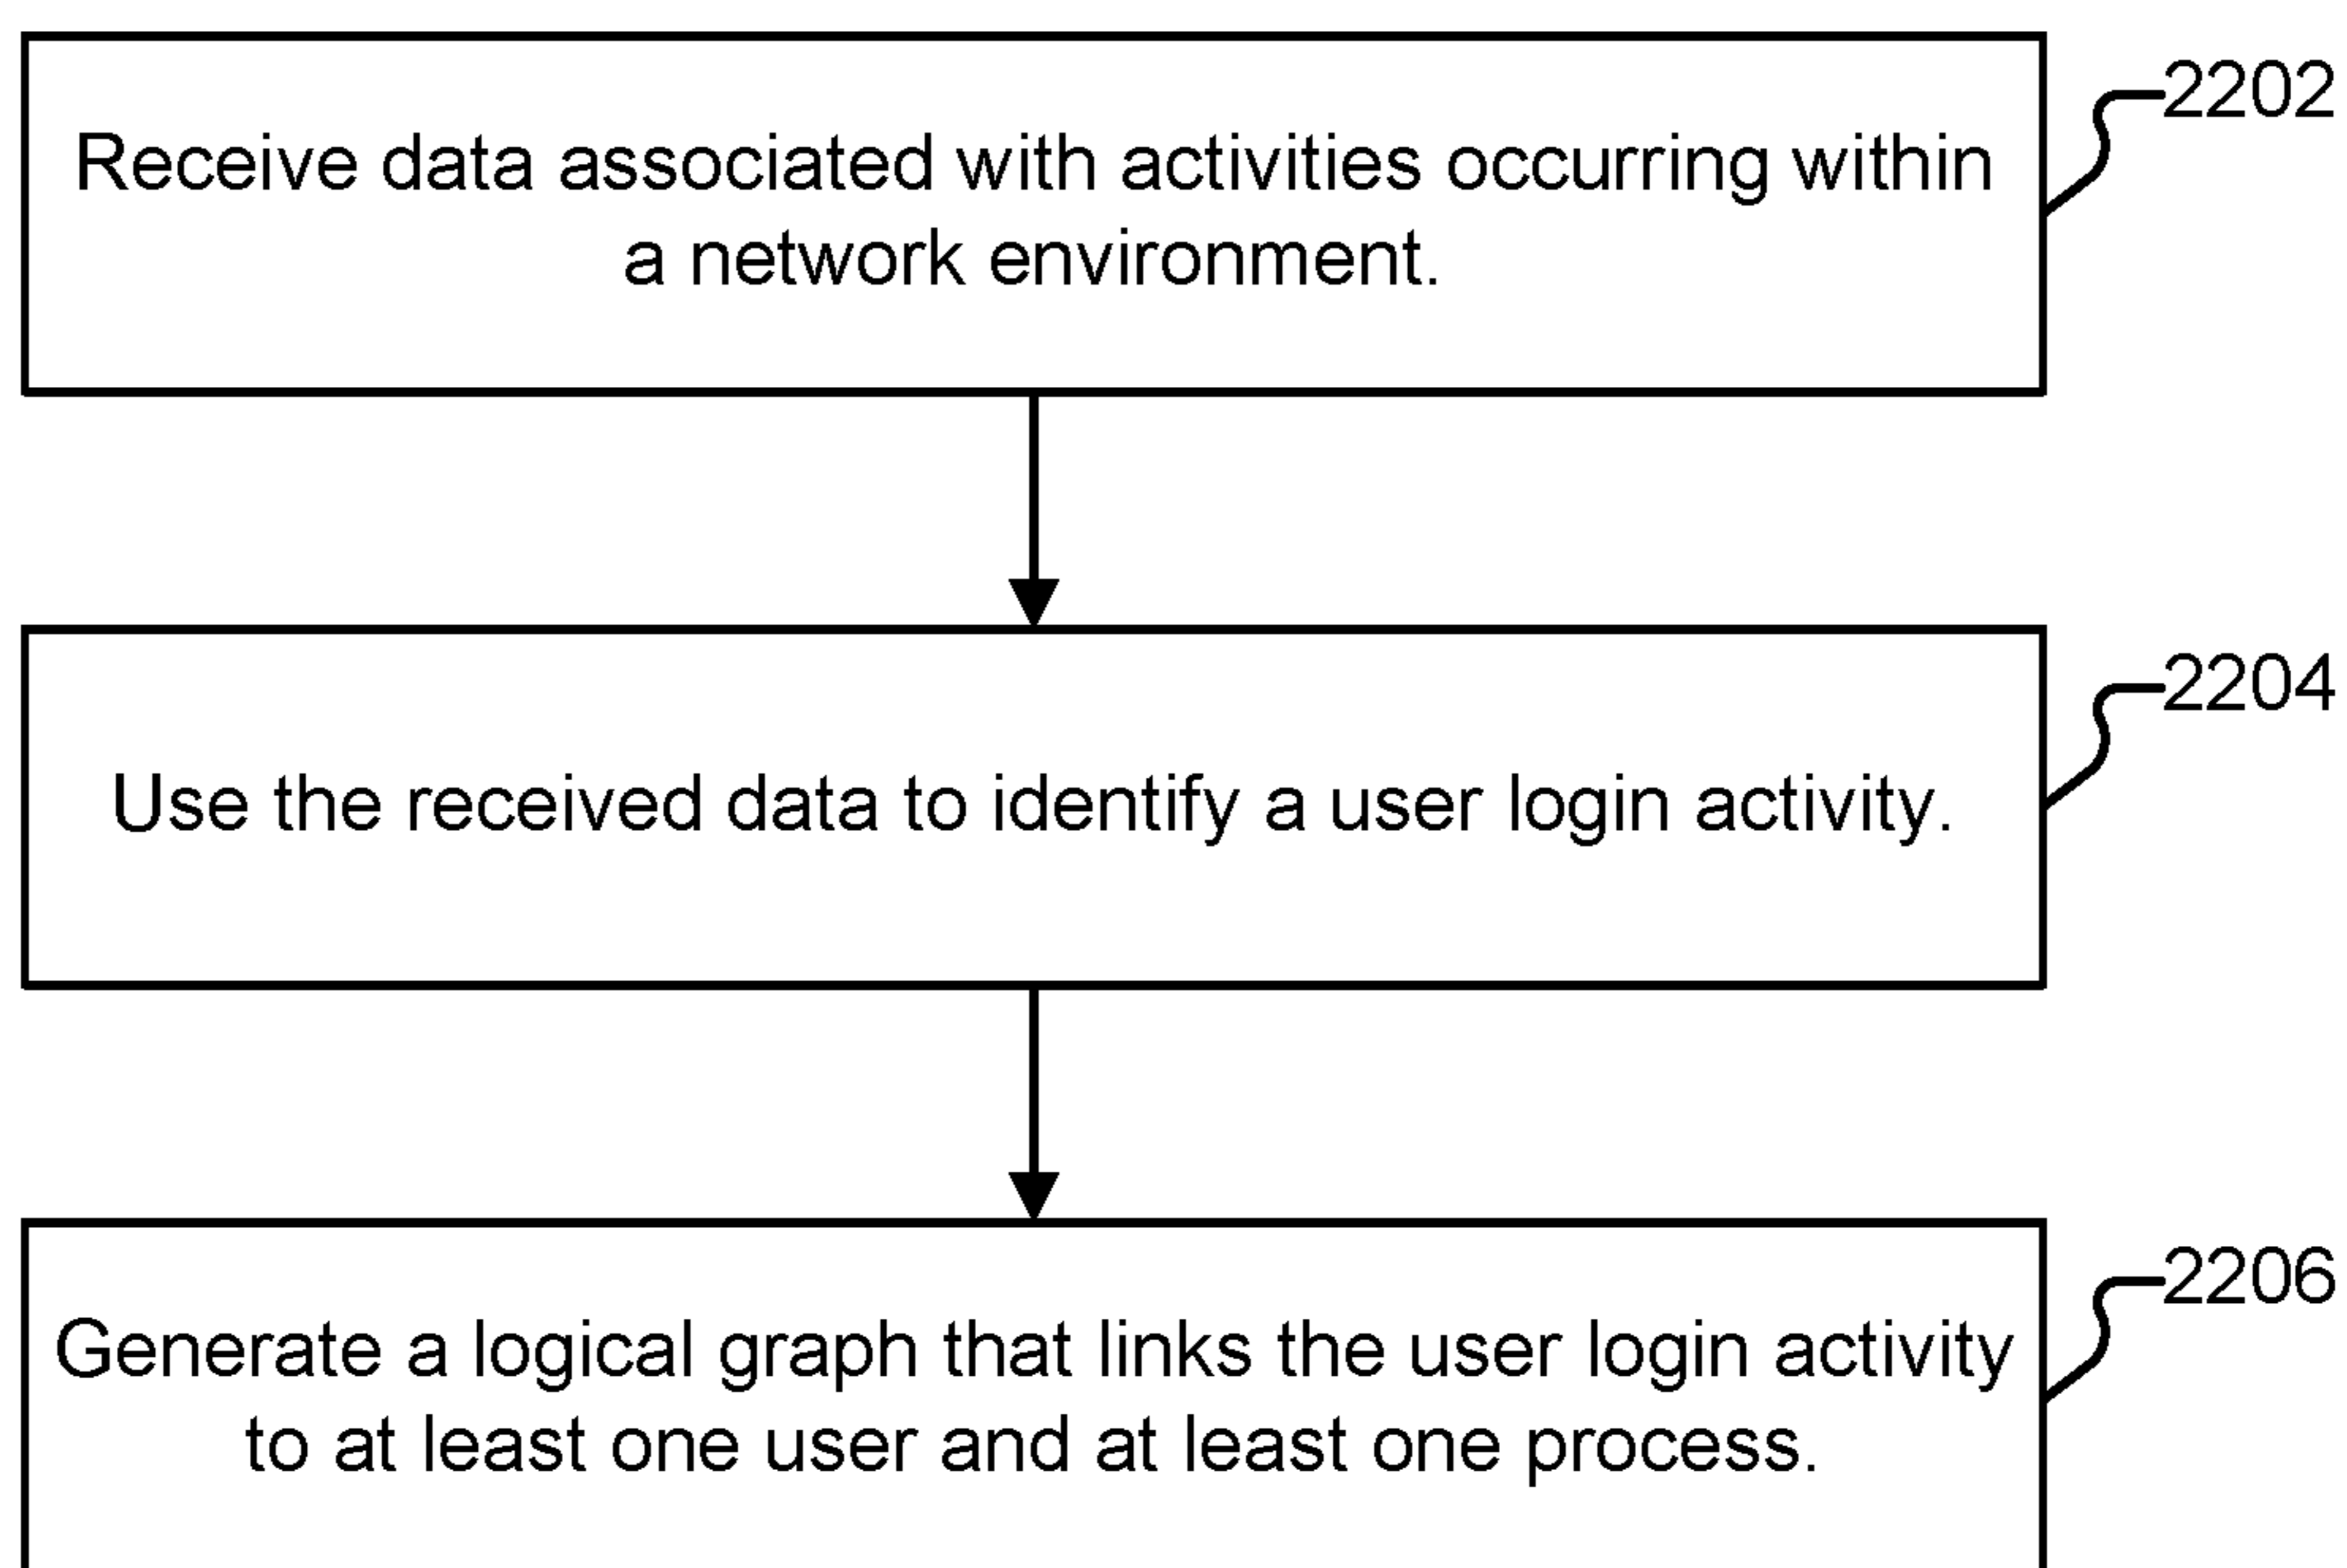 2202
Receive data associated with activities occurring within
a network environment.
2204
Use the received data to identify a user login activity.
2206
Generate a logical graph that links the user login activity
to at least one user and at least one process.